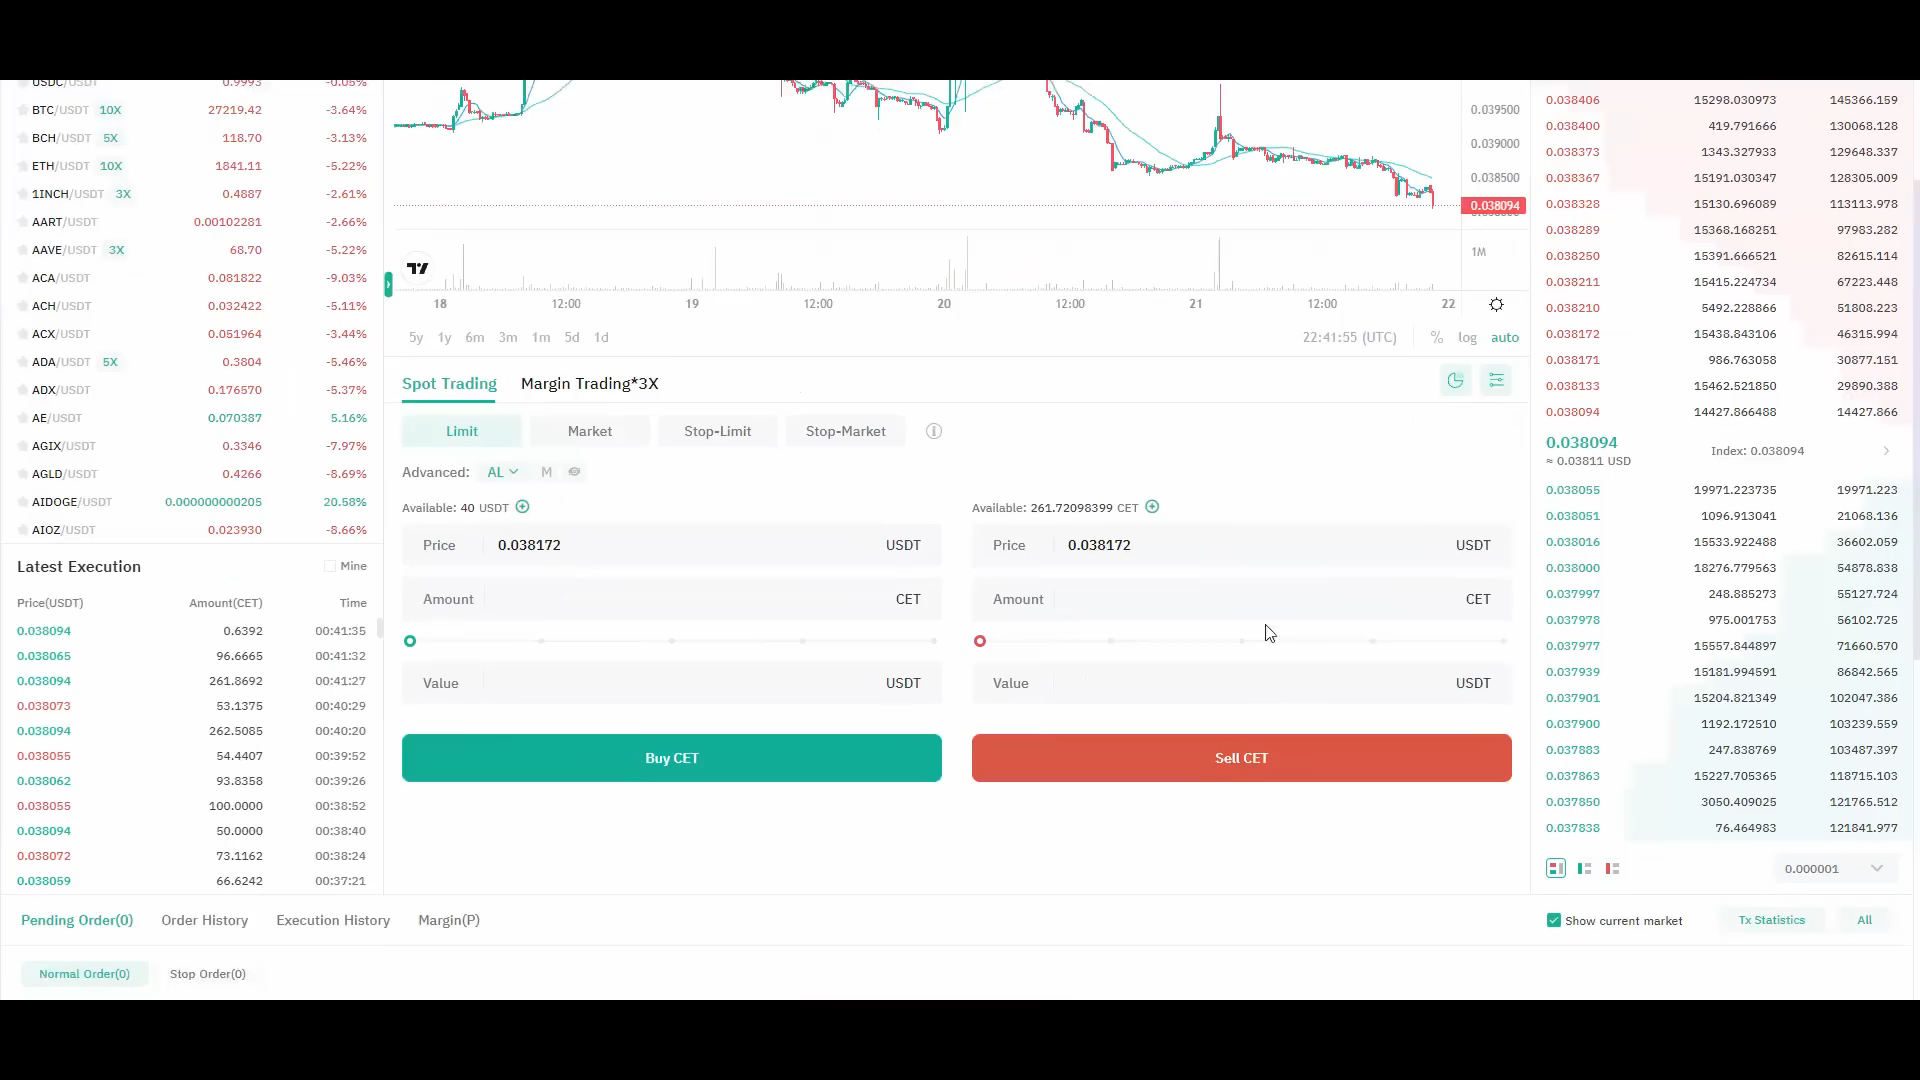 USDC/USDT 0.9993 -0.05%
BTC/USDT 10X 27219.42 -3.64%
BCH/USDT 5X 118.70 -3.13%
ETH/USDT 10X 1841.11 -5.22%
1INCH/USDT 3X 0.4887 -2.61%
AART/USDT 0.00102281 -2.66%
AAVE/USDT 3X 68.70 -5.22%
ACA/USDT 0.081822 -9.03%
ACH/USDT 0.032422 -5.11%
ACX/USDT 0.051964 -3.44%
ADA/USDT 5X 0.3804 -5.46%
ADX/USDT 0.176570 -5.37%
AE/USDT 0.070387 5.16%
AGIX/USDT 0.3346 -7.97%
AGLD/USDT 0.4266 -8.69%
AIDOGE/USDT 0.000000000205 20.58%
AIOZ/USDT 0.023930 -8.66%
Latest Execution Mine
Price(USDT) Amount(CET) Time
0.038094 0.6392 00:41:35
0.038065 96.6665 00:41:32
0.038094 261.8692 00:41:27
0.038073 53.1375 00:40:29
0.038094 262.5085 00:40:20
0.038055 54.4407 00:39:52
0.038062 93.8358 00:39:26
0.038055 100.0000 00:38:52
0.038094 50.0000 00:38:40
0.038072 73.1162 00:38:24
0.038059 66.6242 00:37:21
0.039500
0.039000
0.038500
0.038094
1M
18 12:00 19 12:00 20 12:00 21 12:00 22
5y 1y 6m 3m 1m 5d 1d 22:41:55 (UTC) % log auto
Spot Trading Margin Trading*3X
Limit Market Stop-Limit Stop-Market
Advanced: AL M
Available: 40 USDT Available: 261.72098399 CET
Price 0.038172 USDT Price 0.038172 USDT
Amount CET Amount CET
Value USDT Value USDT
Buy CET Sell CET
0.038406 15298.030973 145366.159
0.038400 419.791666 130068.128
0.038373 1343.327933 129648.337
0.038367 15191.030347 128305.009
0.038328 15130.696089 113113.978
0.038289 15368.168251 97983.282
0.038250 15391.666521 82615.114
0.038211 15415.224734 67223.448
0.038210 5492.228866 51808.223
0.038172 15438.843106 46315.994
0.038171 986.763058 30877.151
0.038133 15462.521850 29890.388
0.038094 14427.866488 14427.866
0.038094
≈ 0.03811 USD Index: 0.038094
0.038055 19971.223735 19971.223
0.038051 1096.913041 21068.136
0.038016 15533.922488 36602.059
0.038000 18276.779563 54878.838
0.037997 248.885273 55127.724
0.037978 975.001753 56102.725
0.037977 15557.844897 71660.570
0.037939 15181.994591 86842.565
0.037901 15204.821349 102047.386
0.037900 1192.172510 103239.559
0.037883 247.838769 103487.397
0.037863 15227.705365 118715.103
0.037850 3050.409025 121765.512
0.037838 76.464983 121841.977
0.000001
Pending Order(0) Order History Execution History Margin(P) Show current market Tx Statistics All
Normal Order(0) Stop Order(0)